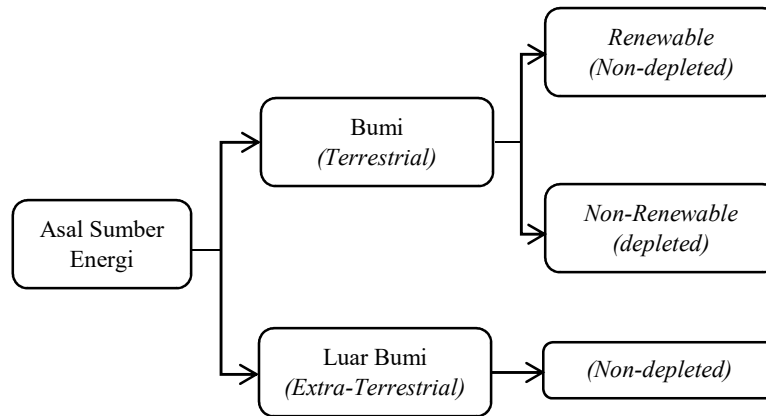 Asal Sumber
Energi
Bumi
(Terrestrial)
Renewable
(Non-depleted)
Non-Renewable
(depleted)
Luar Bumi
(Extra-Terrestrial)
(Non-depleted)